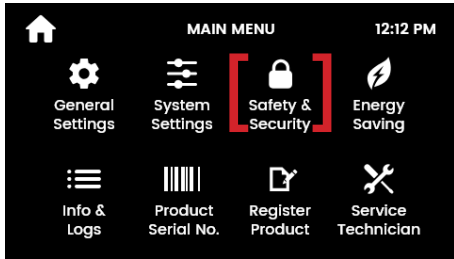 MAIN MENU
12:12 PM
General
Settings
System
Settings
Safety &
Security
Energy
Saving
Info &
Logs
Product
Serial No.
Register
Product
Service
Technician